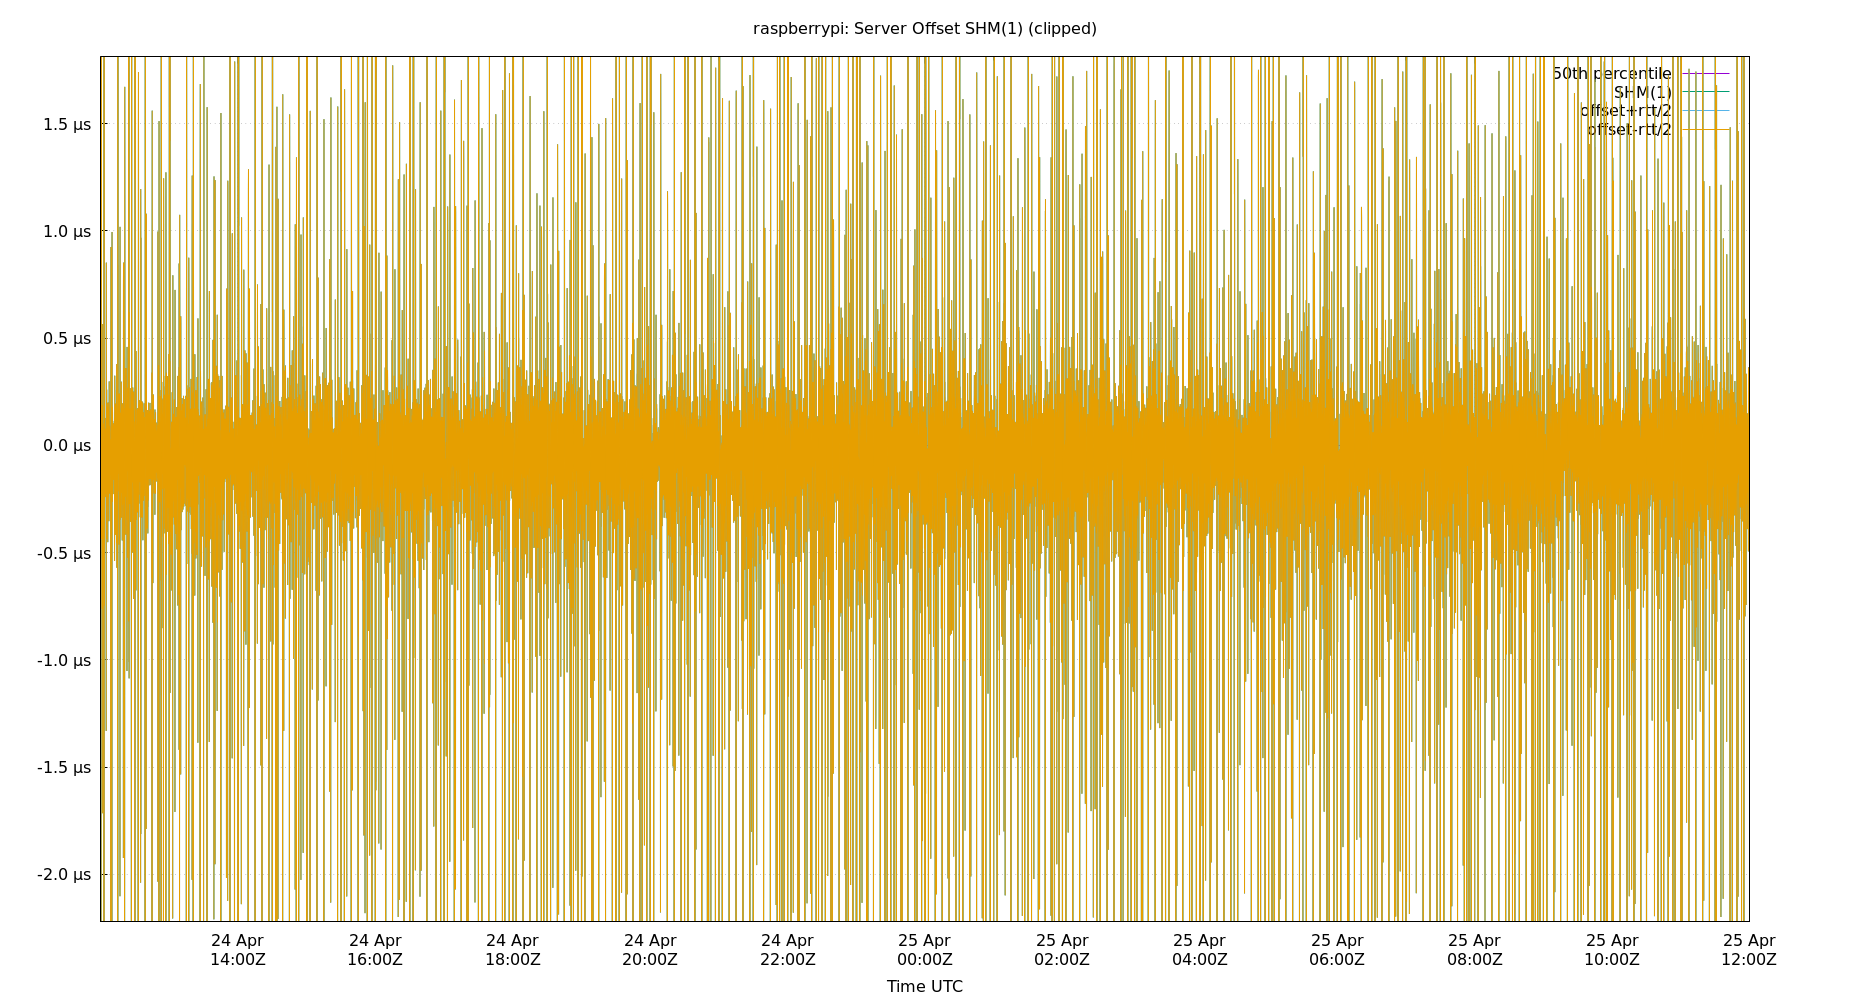 raspberrypi: Server Offset SHM(1) (clipped)
50th percentile
SHM(1)
offset+rtt/2
offset-rtt/2
1.5 µs
1.0 µs
0.5 µs
0.0 µs
-0.5 µs
-1.0 µs
-1.5 µs
-2.0 µs
24 Apr 24 Apr 24 Apr 24 Apr 24 Apr 25 Apr 25 Apr 25 Apr 25 Apr 25 Apr 25 Apr 25 Apr
14:00Z 16:00Z 18:00Z 20:00Z 22:00Z 00:00Z 02:00Z 04:00Z 06:00Z 08:00Z 10:00Z 12:00Z
Time UTC